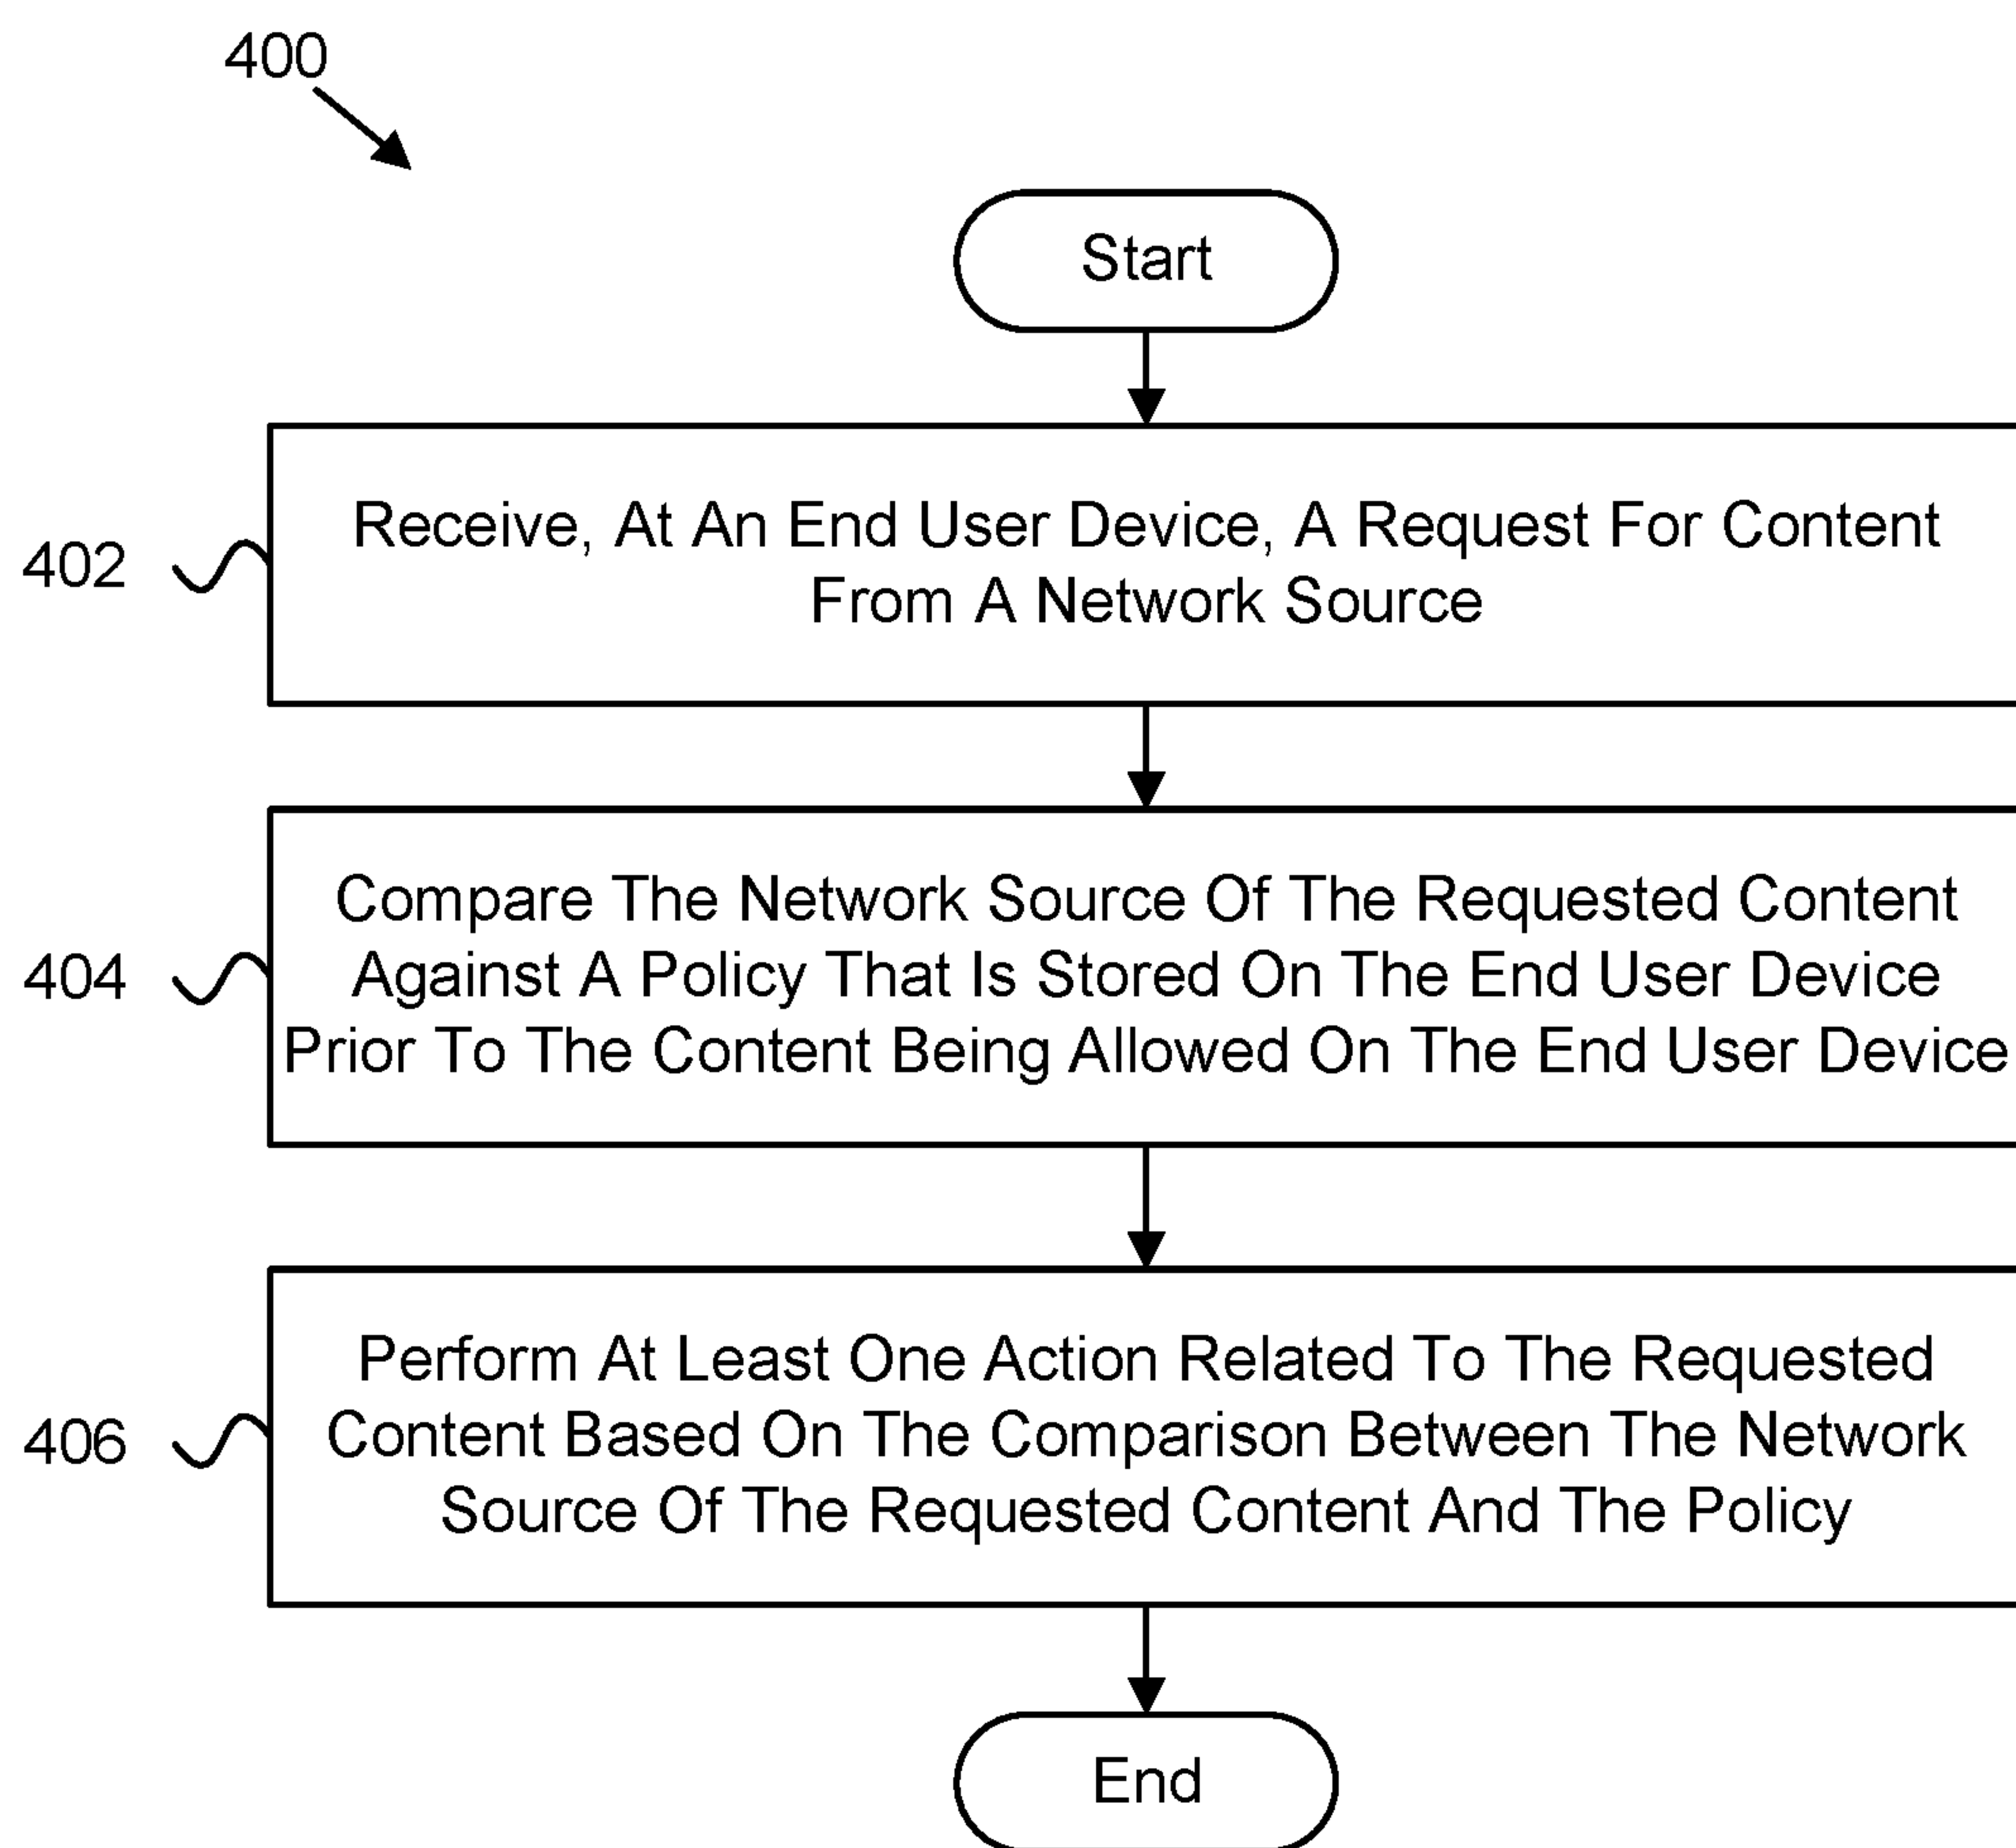 400
Start
402
Receive, At An End User Device, A Request For Content
From A Network Source
404
Compare The Network Source Of The Requested Content
Against A Policy That Is Stored On The End User Device
Prior To The Content Being Allowed On The End User Device
406
Perform At Least One Action Related To The Requested
Content Based On The Comparison Between The Network
Source Of The Requested Content And The Policy
End